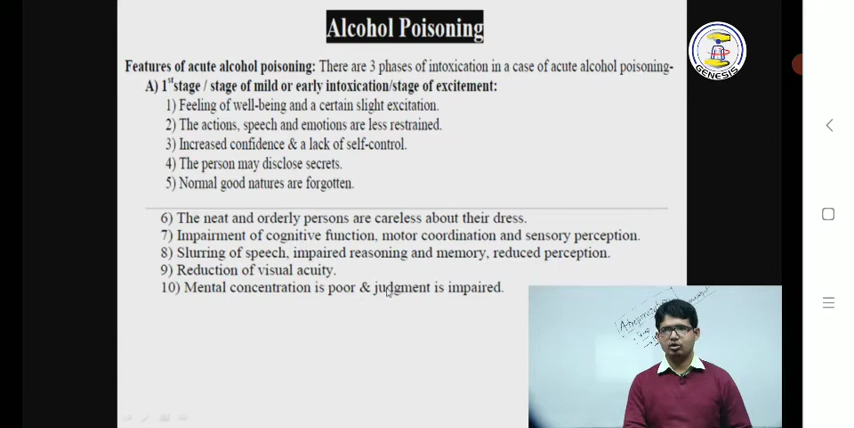 Alcohol Poisoning
GENESIS
Features of acute alcohol poisoning: There are 3 phases of intoxication in a case of acute alcohol poisoning-
A) 1st stage / stage of mild or early intoxication/stage of excitement:
1) Feeling of well-being and a certain slight excitation.
2) The actions, speech and emotions are less restrained.
3) Increased confidence & a lack of self-control.
4) The person may disclose secrets.
5) Normal good natures are forgotten.
6) The neat and orderly persons are careless about their dress.
7) Impairment of cognitive function, motor coordination and sensory perception.
8) Slurring of speech, impaired reasoning and memory, reduced perception.
9) Reduction of visual acuity.
10) Mental concentration is poor & judgment is impaired.